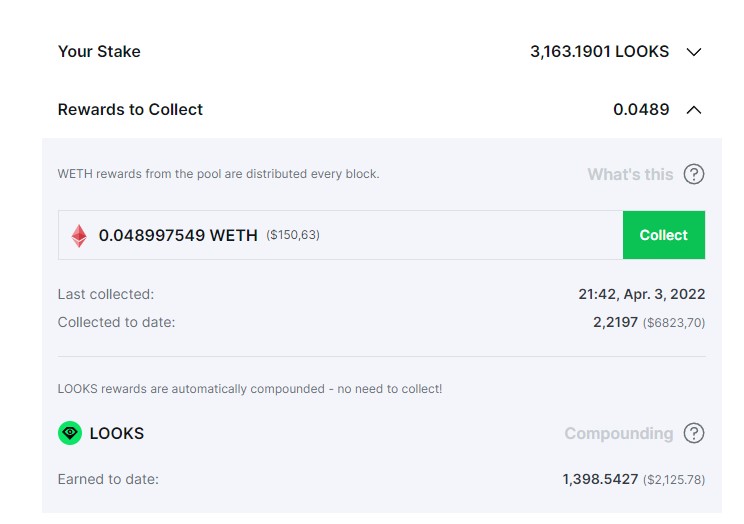 Your Stake 3,163.1901 LOOKS
Rewards to Collect 0.0489
WETH rewards from the pool are distributed every block. What's this ?
0.048997549 WETH ($150,63) Collect
Last collected: 21:42, Apr. 3, 2022
Collected to date: 2,2197 ($6823,70)
LOOKS rewards are automatically compounded - no need to collect!
LOOKS Compounding ?
Earned to date: 1,398.5427 ($2,125.78)